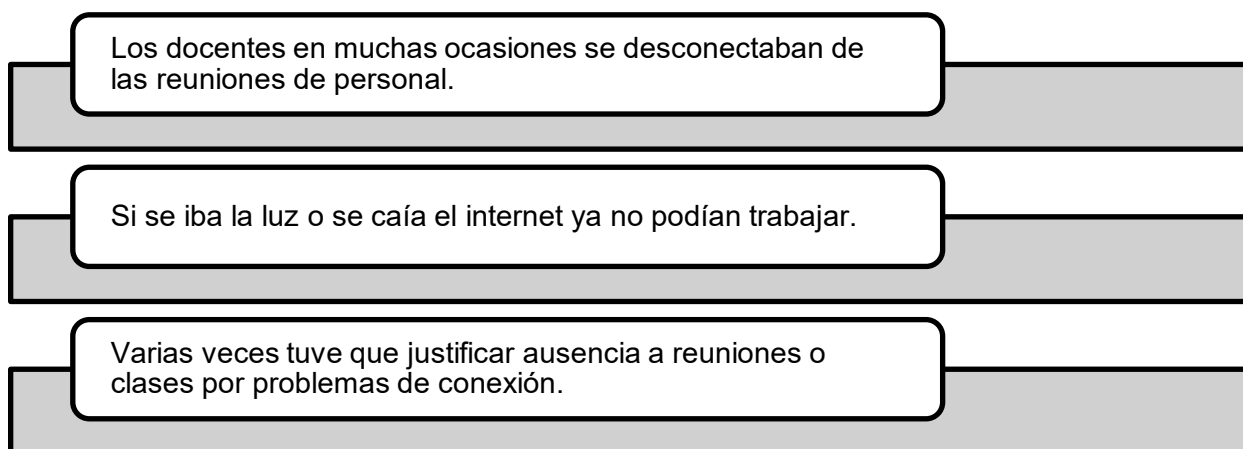 Los docentes en muchas ocasiones se desconectaban de
las reuniones de personal.
Si se iba la luz o se caía el internet ya no podían trabajar.
Varias veces tuve que justificar ausencia a reuniones o
clases por problemas de conexión.